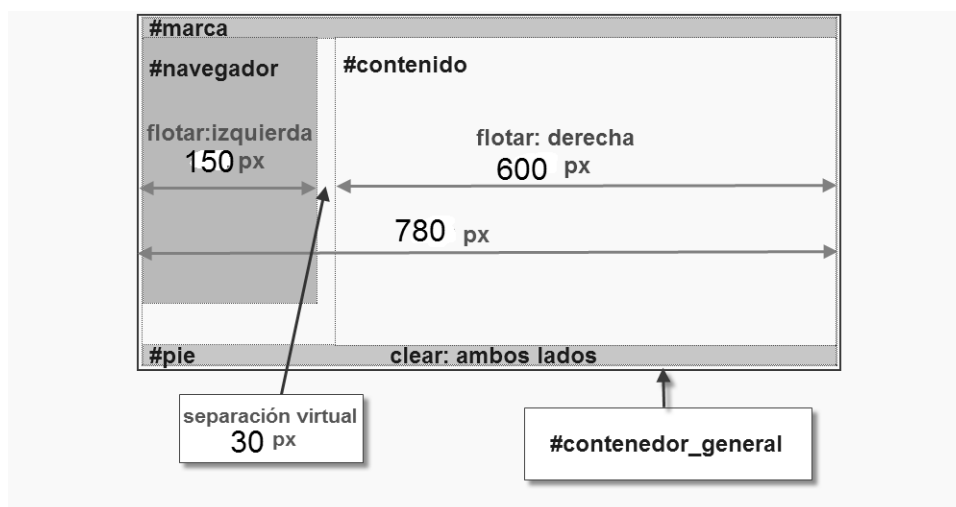 #marca
#navegador
#contenido
flotar:izquierda
150 px
flotar: derecha
600 px
780 px
#pie
clear: ambos lados
separación virtual
30 px
#contenedor_general